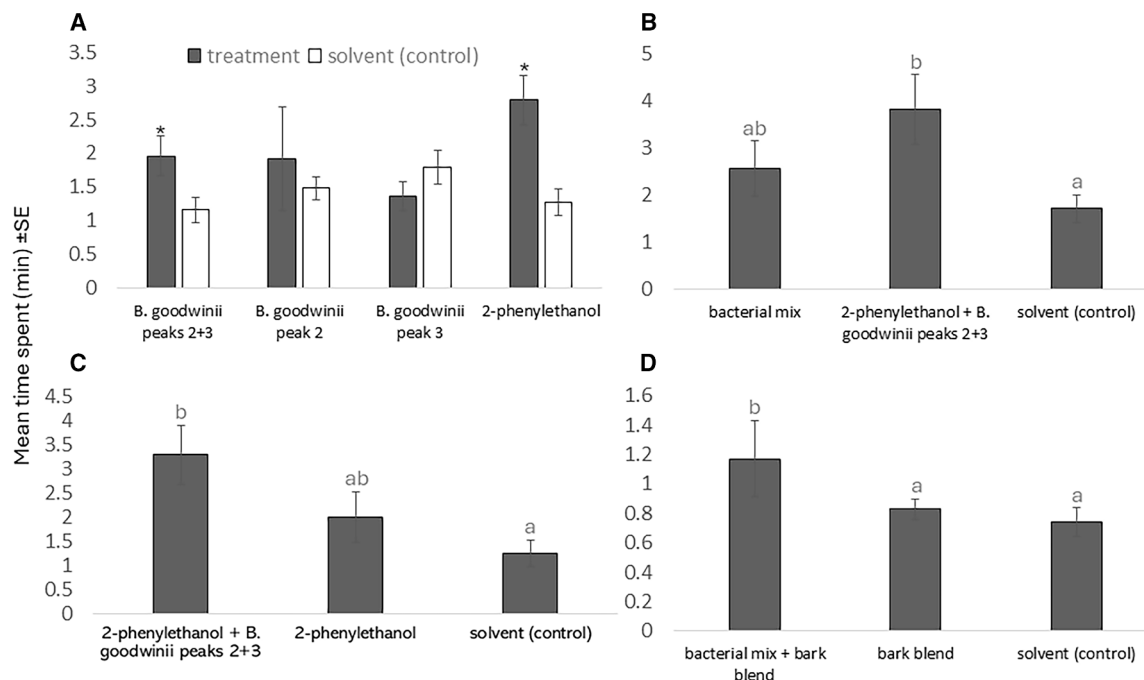 A
3.5
3
2.5
2
1.5
1
0.5
0
treatment solvent (control)
*
*
B. goodwinii
peaks 2+3
B. goodwinii
peak 2
B. goodwinii
peak 3
2-phenylethanol
B
5
4
3
2
1
0
ab
b
a
bacterial mix
2-phenylethanol + B.
goodwinii peaks 2+3
solvent (control)
Mean time spent (min) ±SE
C
4.5
4
3.5
3
2.5
2
1.5
1
0.5
0
b
ab
a
2-phenylethanol + B.
goodwinii peaks 2+3
2-phenylethanol
solvent (control)
D
1.6
1.4
1.2
1
0.8
0.6
0.4
0.2
0
b
a
a
bacterial mix + bark
blend
bark blend
solvent (control)